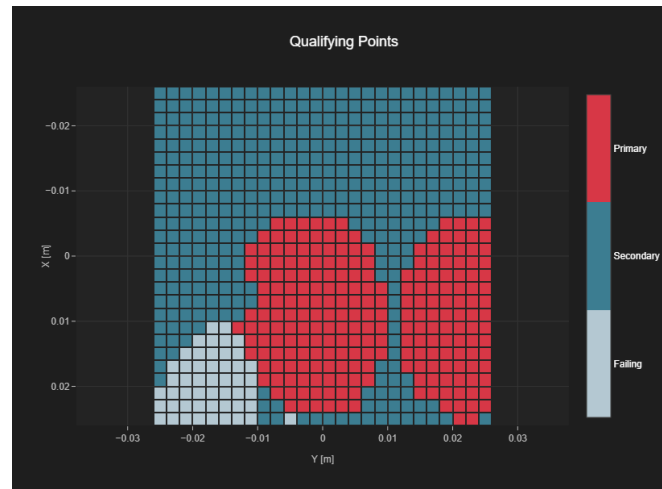 Qualifying Points
−0.02
−0.01
0
0.01
0.02
X [m]
−0.03
−0.02
−0.01
0
0.01
0.02
0.03
Y [m]
Primary
Secondary
Failing